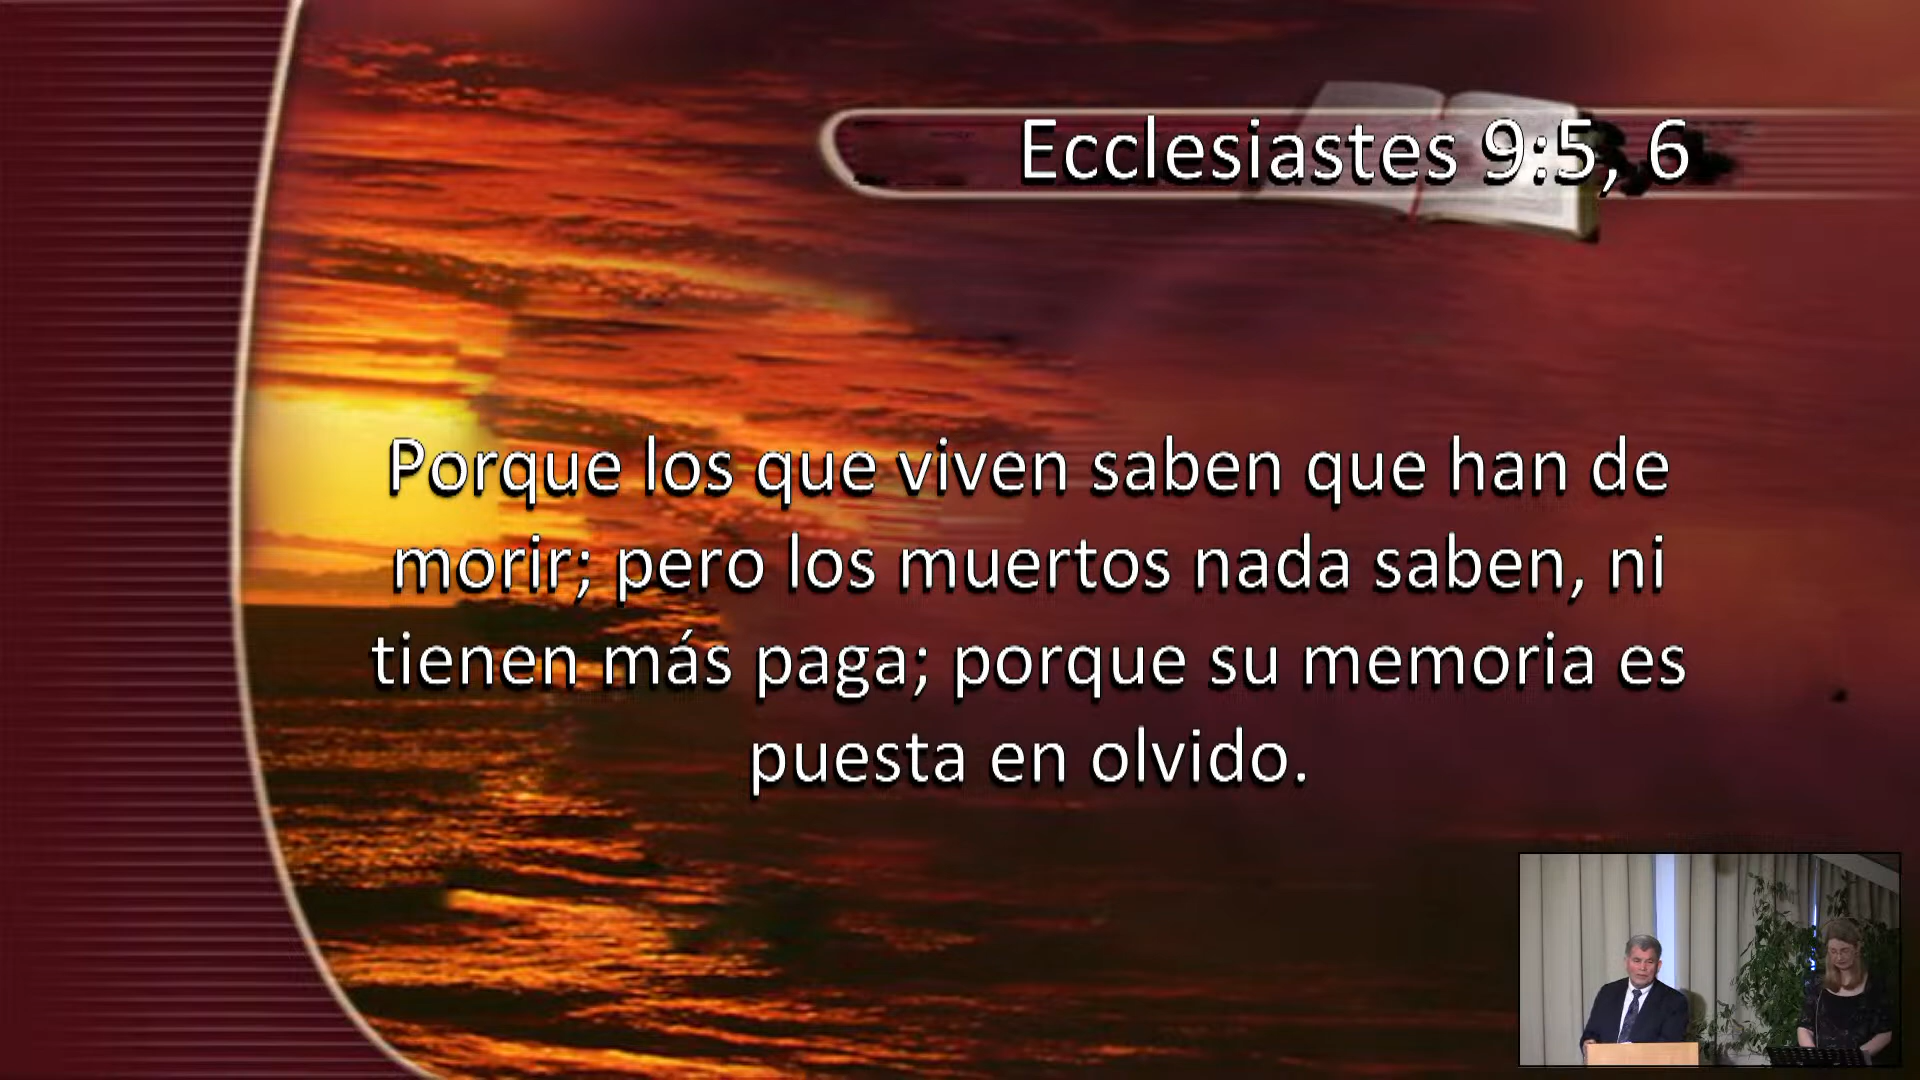 Ecclesiastes 9:5, 6
Porque los que viven saben que han de
morir; pero los muertos nada saben, ni
tienen más paga; porque su memoria es
puesta en olvido.